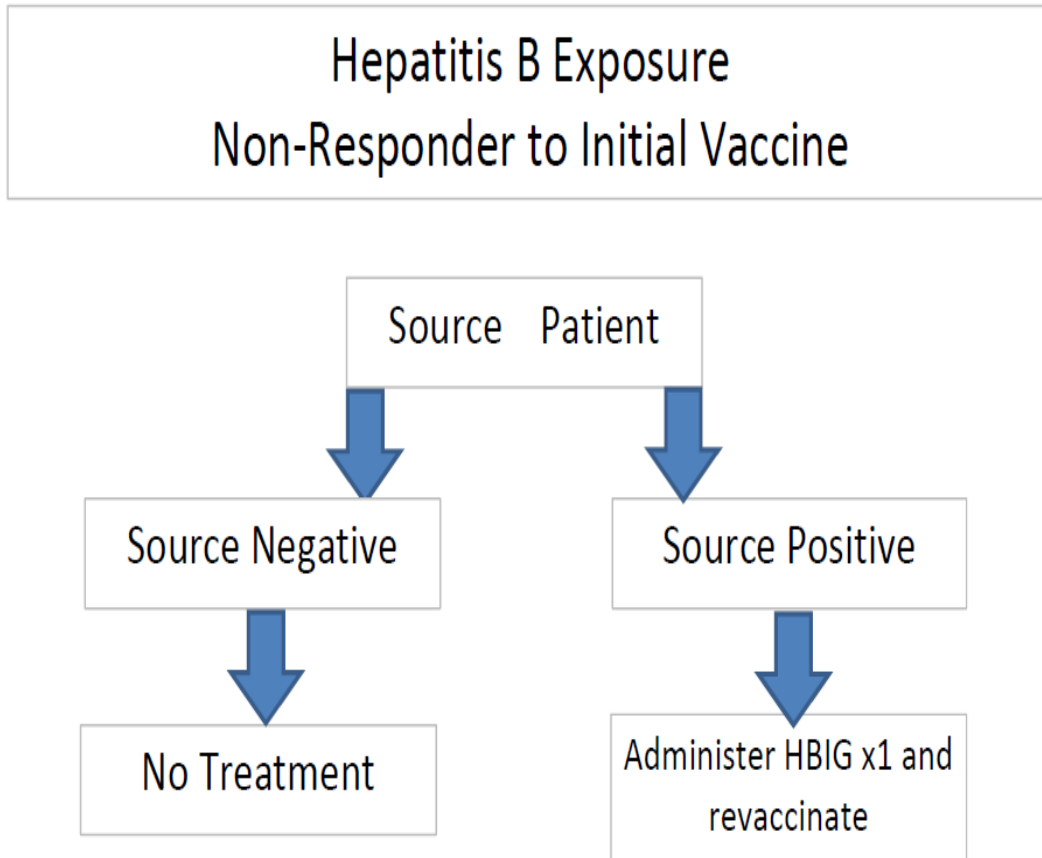 Hepatitis B Exposure
Non-Responder to Initial Vaccine
Source Patient
Source Negative
Source Positive
No Treatment
Administer HBIG x1 and
revaccinate